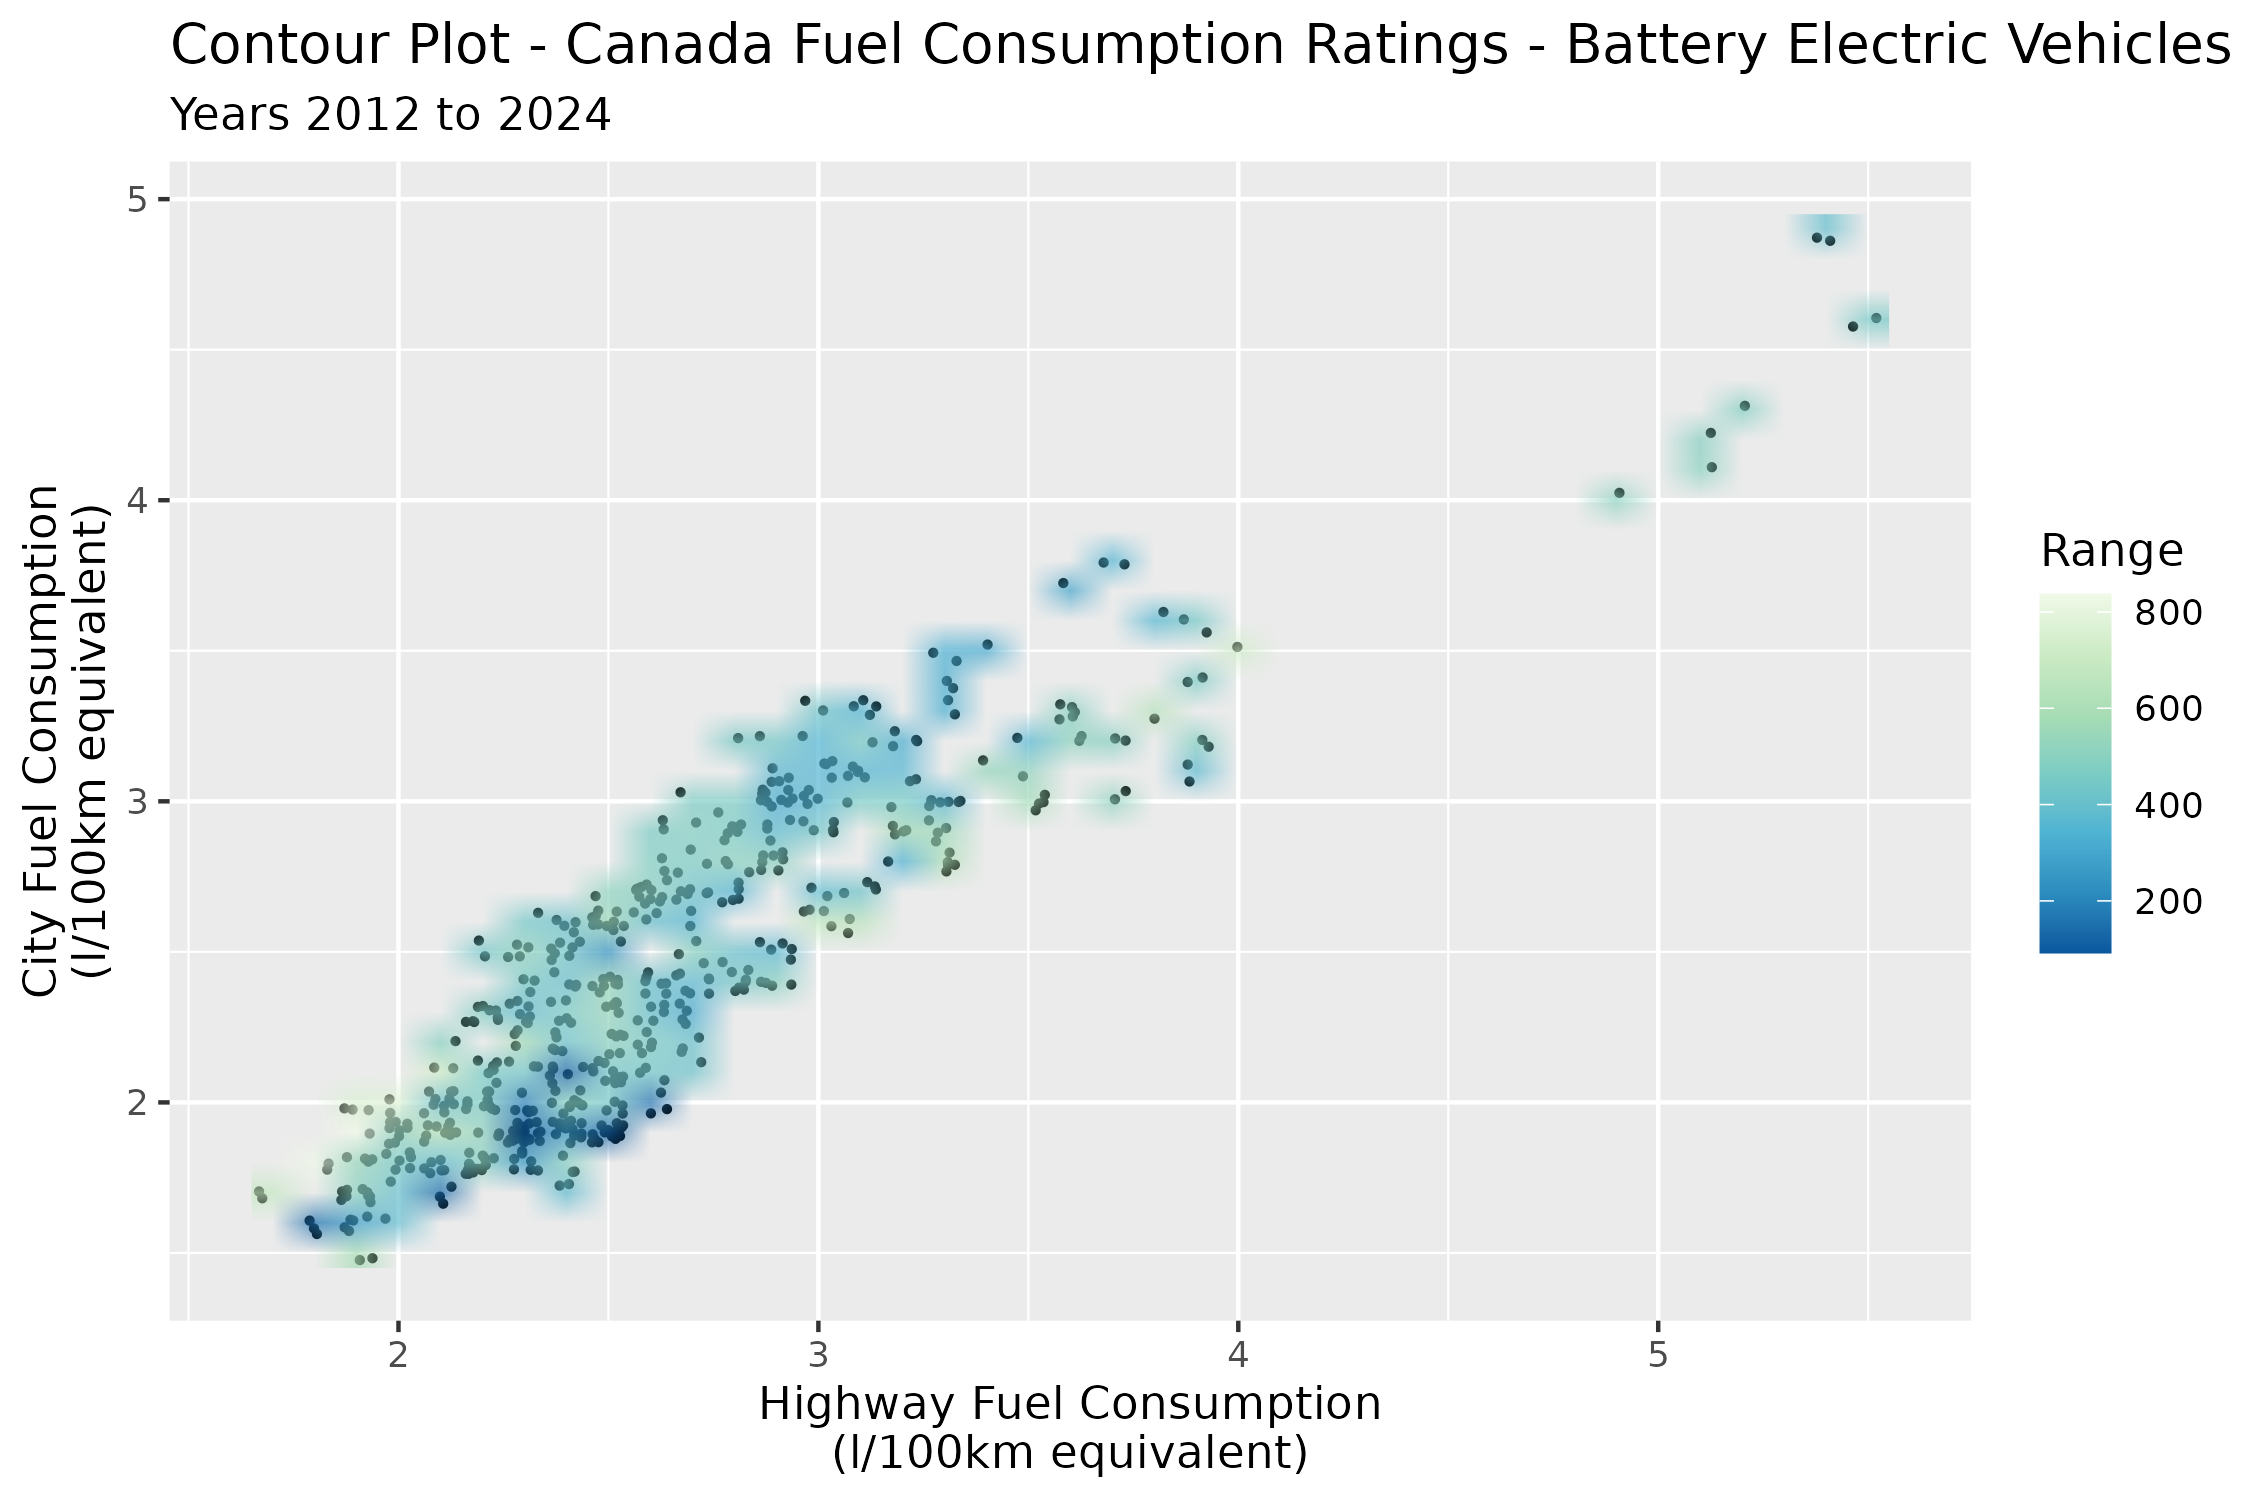 Contour Plot - Canada Fuel Consumption Ratings - Battery Electric Vehicles
Years 2012 to 2024
City Fuel Consumption
(l/100km equivalent)
5
4
3
2
2
3
4
5
Highway Fuel Consumption
(l/100km equivalent)
Range
800
600
400
200